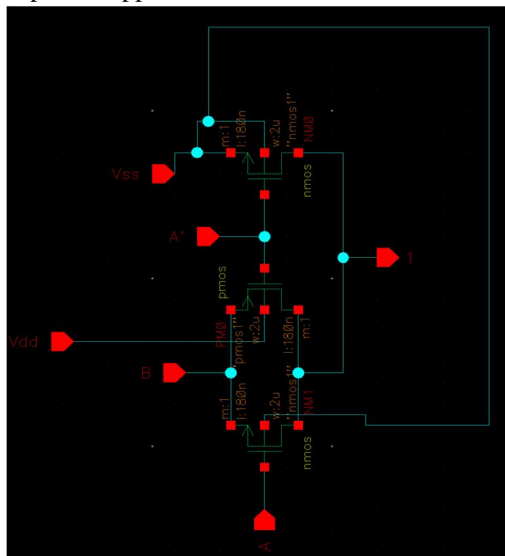 m:1
l:180n
w:2u
"nmos1"
NM0
nmos
Vss
A'
1
pmos
PM0
"pmos1"
w:2u
l:180n
m:1
Vdd
B
m:1
l:180n
w:2u
"nmos1"
NM1
nmos
A